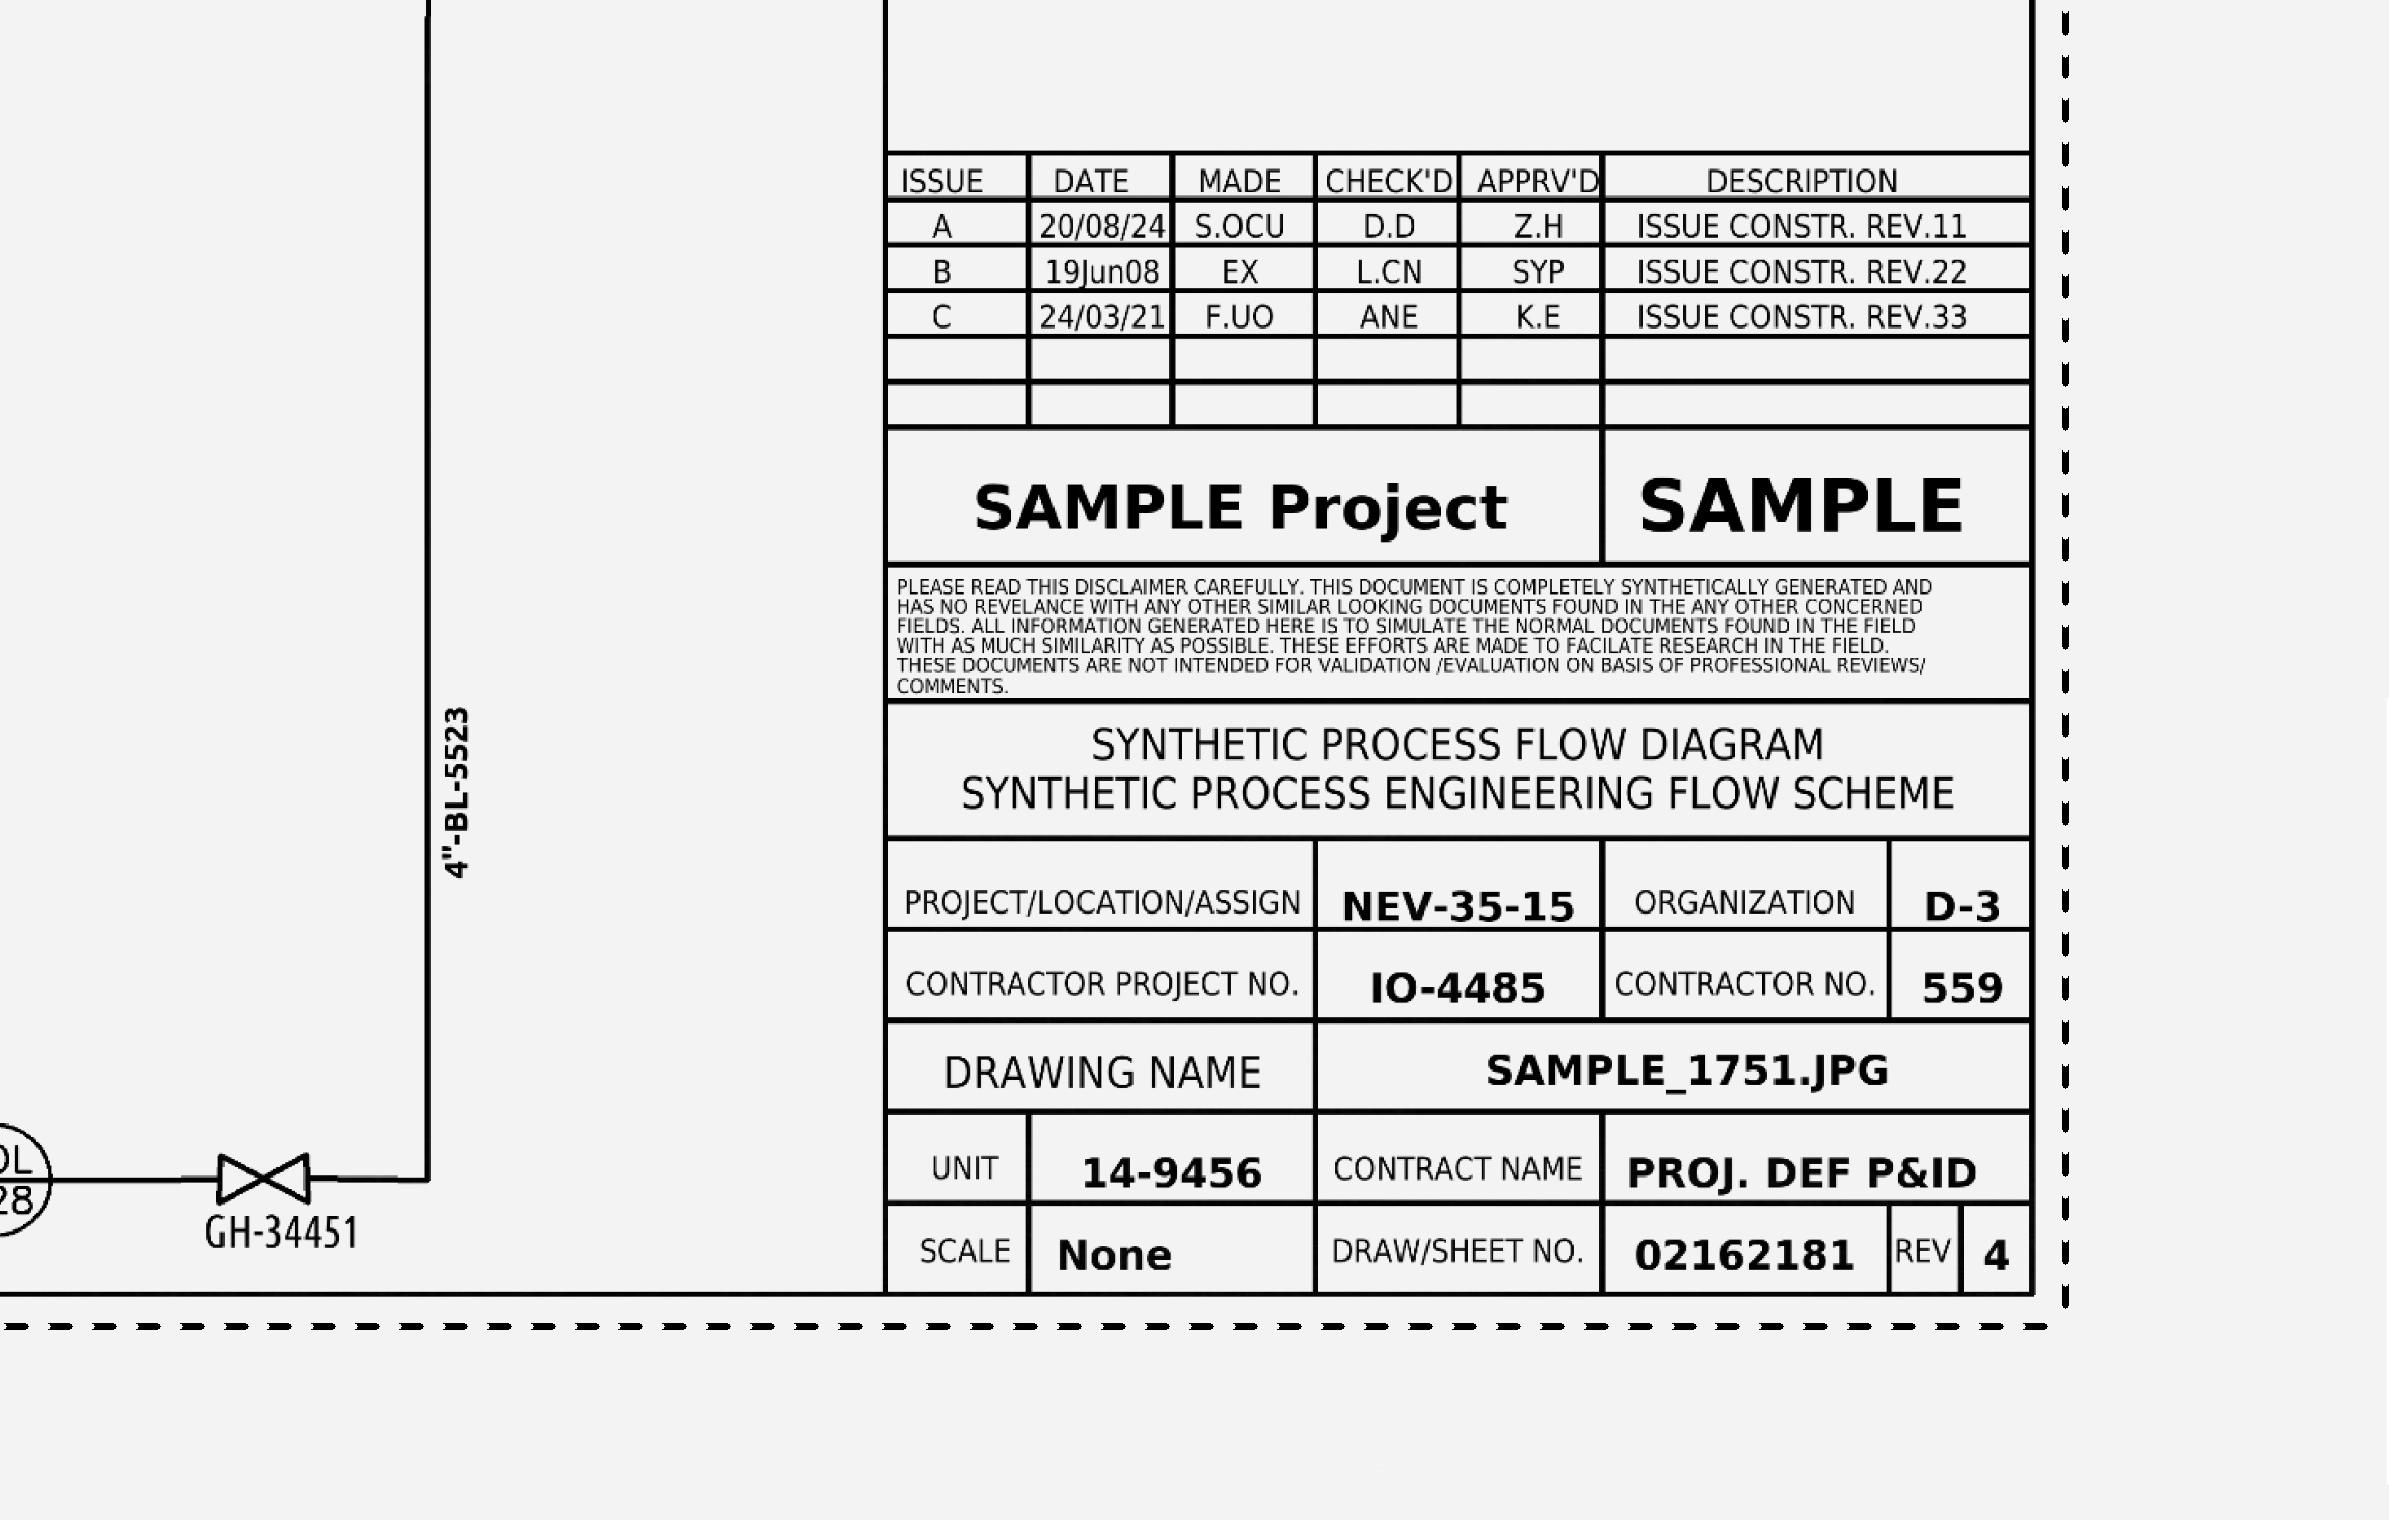 ISSUE DATE MADE CHECK'D APPRV'D DESCRIPTION
A 20/08/24 S.OCU D.D Z.H ISSUE CONSTR. REV.11
B 19Jun08 EX L.CN SYP ISSUE CONSTR. REV.22
C 24/03/21 F.UO ANE K.E ISSUE CONSTR. REV.33
SAMPLE Project SAMPLE
PLEASE READ THIS DISCLAIMER CAREFULLY. THIS DOCUMENT IS COMPLETELY SYNTHETICALLY GENERATED AND
HAS NO REVELANCE WITH ANY OTHER SIMILAR LOOKING DOCUMENTS FOUND IN THE ANY OTHER CONCERNED
FIELDS. ALL INFORMATION GENERATED HERE IS TO SIMULATE THE NORMAL DOCUMENTS FOUND IN THE FIELD
WITH AS MUCH SIMILARITY AS POSSIBLE. THESE EFFORTS ARE MADE TO FACILATE RESEARCH IN THE FIELD.
THESE DOCUMENTS ARE NOT INTENDED FOR VALIDATION /EVALUATION ON BASIS OF PROFESSIONAL REVIEWS/
COMMENTS.
SYNTHETIC PROCESS FLOW DIAGRAM
SYNTHETIC PROCESS ENGINEERING FLOW SCHEME
PROJECT/LOCATION/ASSIGN NEV-35-15 ORGANIZATION D-3
CONTRACTOR PROJECT NO. IO-4485 CONTRACTOR NO. 559
DRAWING NAME SAMPLE_1751.JPG
UNIT 14-9456 CONTRACT NAME PROJ. DEF P&ID
SCALE None DRAW/SHEET NO. 02162181 REV 4
4"-BL-5523
GH-34451